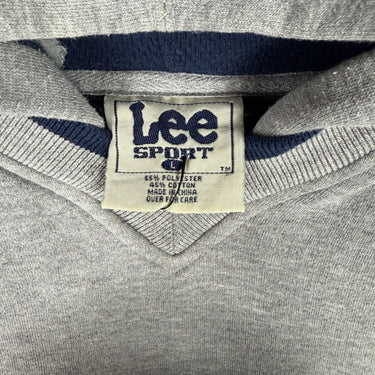 Lee
SPORT
L
TM
55% POLYESTER
45% COTTON
MADE IN CHINA
OVER FOR CARE